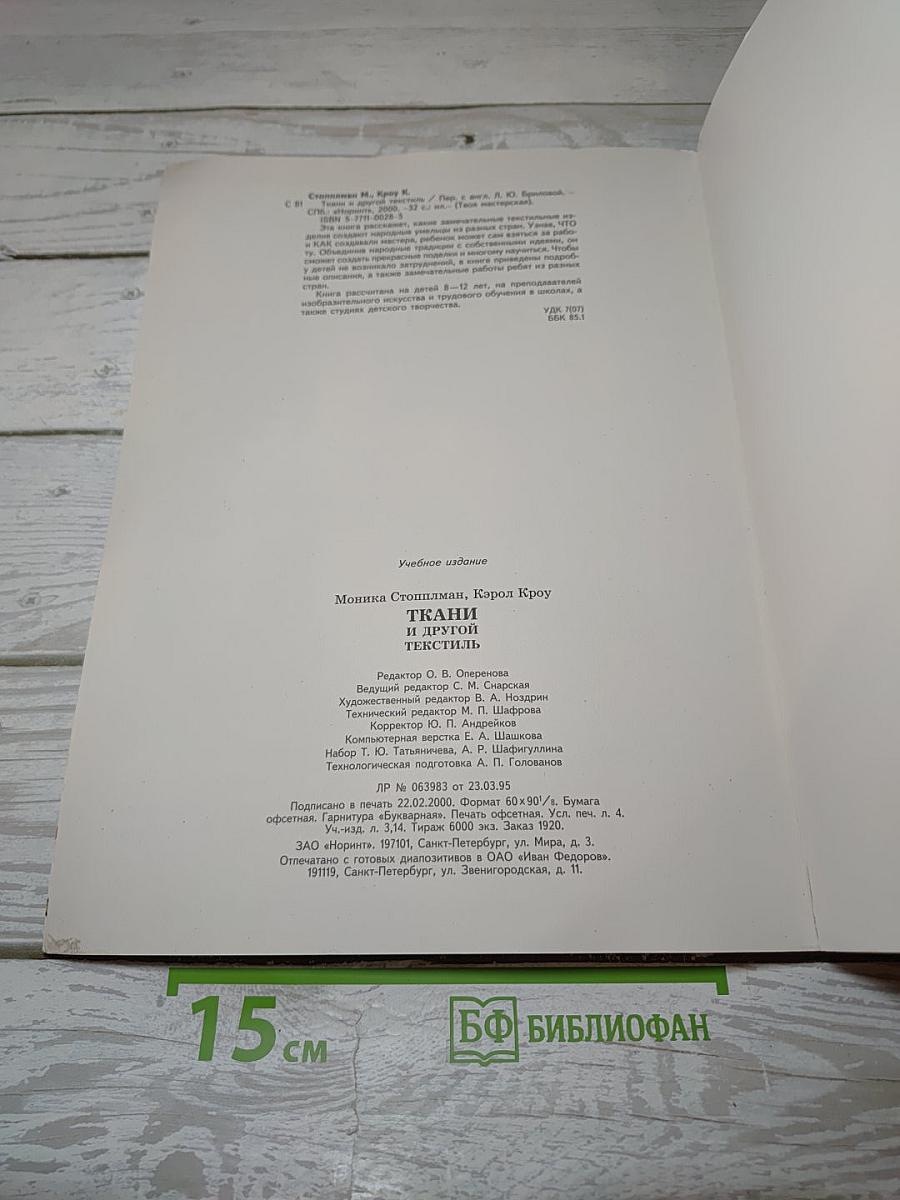 Стопплман М., Кроу К.
С 81 Ткани и другой текстиль / Пер. с англ. Л. Ю. Бриловой. –
СПб.: «Норинт», 2000. –32 с.: ил.– (Твоя мастерская).
ISBN 5-7711-0028-5
Эта книга расскажет, какие замечательные текстильные из-
делия создают народные умельцы из разных стран. Узнав, ЧТО
и КАК создавали мастера, ребенок может сам взяться за рабо-
ту. Объединив народные традиции с собственными идеями, он
сможет создать прекрасные поделки и многому научиться. Чтобы
у детей не возникало затруднений, в книге приведены подроб-
ные описания, а также замечательные работы ребят из разных
стран.
Книга рассчитана на детей 8—12 лет, на преподавателей
изобразительного искусства и трудового обучения в школах, а
также студиях детского творчества.
УДК 7(07)
ББК 85.1
Учебное издание
Моника Стопплман, Кэрол Кроу
ТКАНИ
И ДРУГОЙ
ТЕКСТИЛЬ
Редактор О. В. Оперенова
Ведущий редактор С. М. Снарская
Художественный редактор В. А. Ноздрин
Технический редактор М. П. Шафрова
Корректор Ю. П. Андрейков
Компьютерная верстка Е. А. Шашкова
Набор Т. Ю. Татьяничева, А. Р. Шафигуллина
Технологическая подготовка А. П. Голованов
ЛР № 063983 от 23.03.95
Подписано в печать 22.02.2000. Формат 60×90¹/₈. Бумага
офсетная. Гарнитура «Букварная». Печать офсетная. Усл. печ. л. 4.
Уч.-изд. л. 3,14. Тираж 6000 экз. Заказ 1920.
ЗАО «Норинт». 197101, Санкт-Петербург, ул. Мира, д. 3.
Отпечатано с готовых диапозитивов в ОАО «Иван Федоров».
191119, Санкт-Петербург, ул. Звенигородская, д. 11.
15 см БФ БИБЛИОФАН